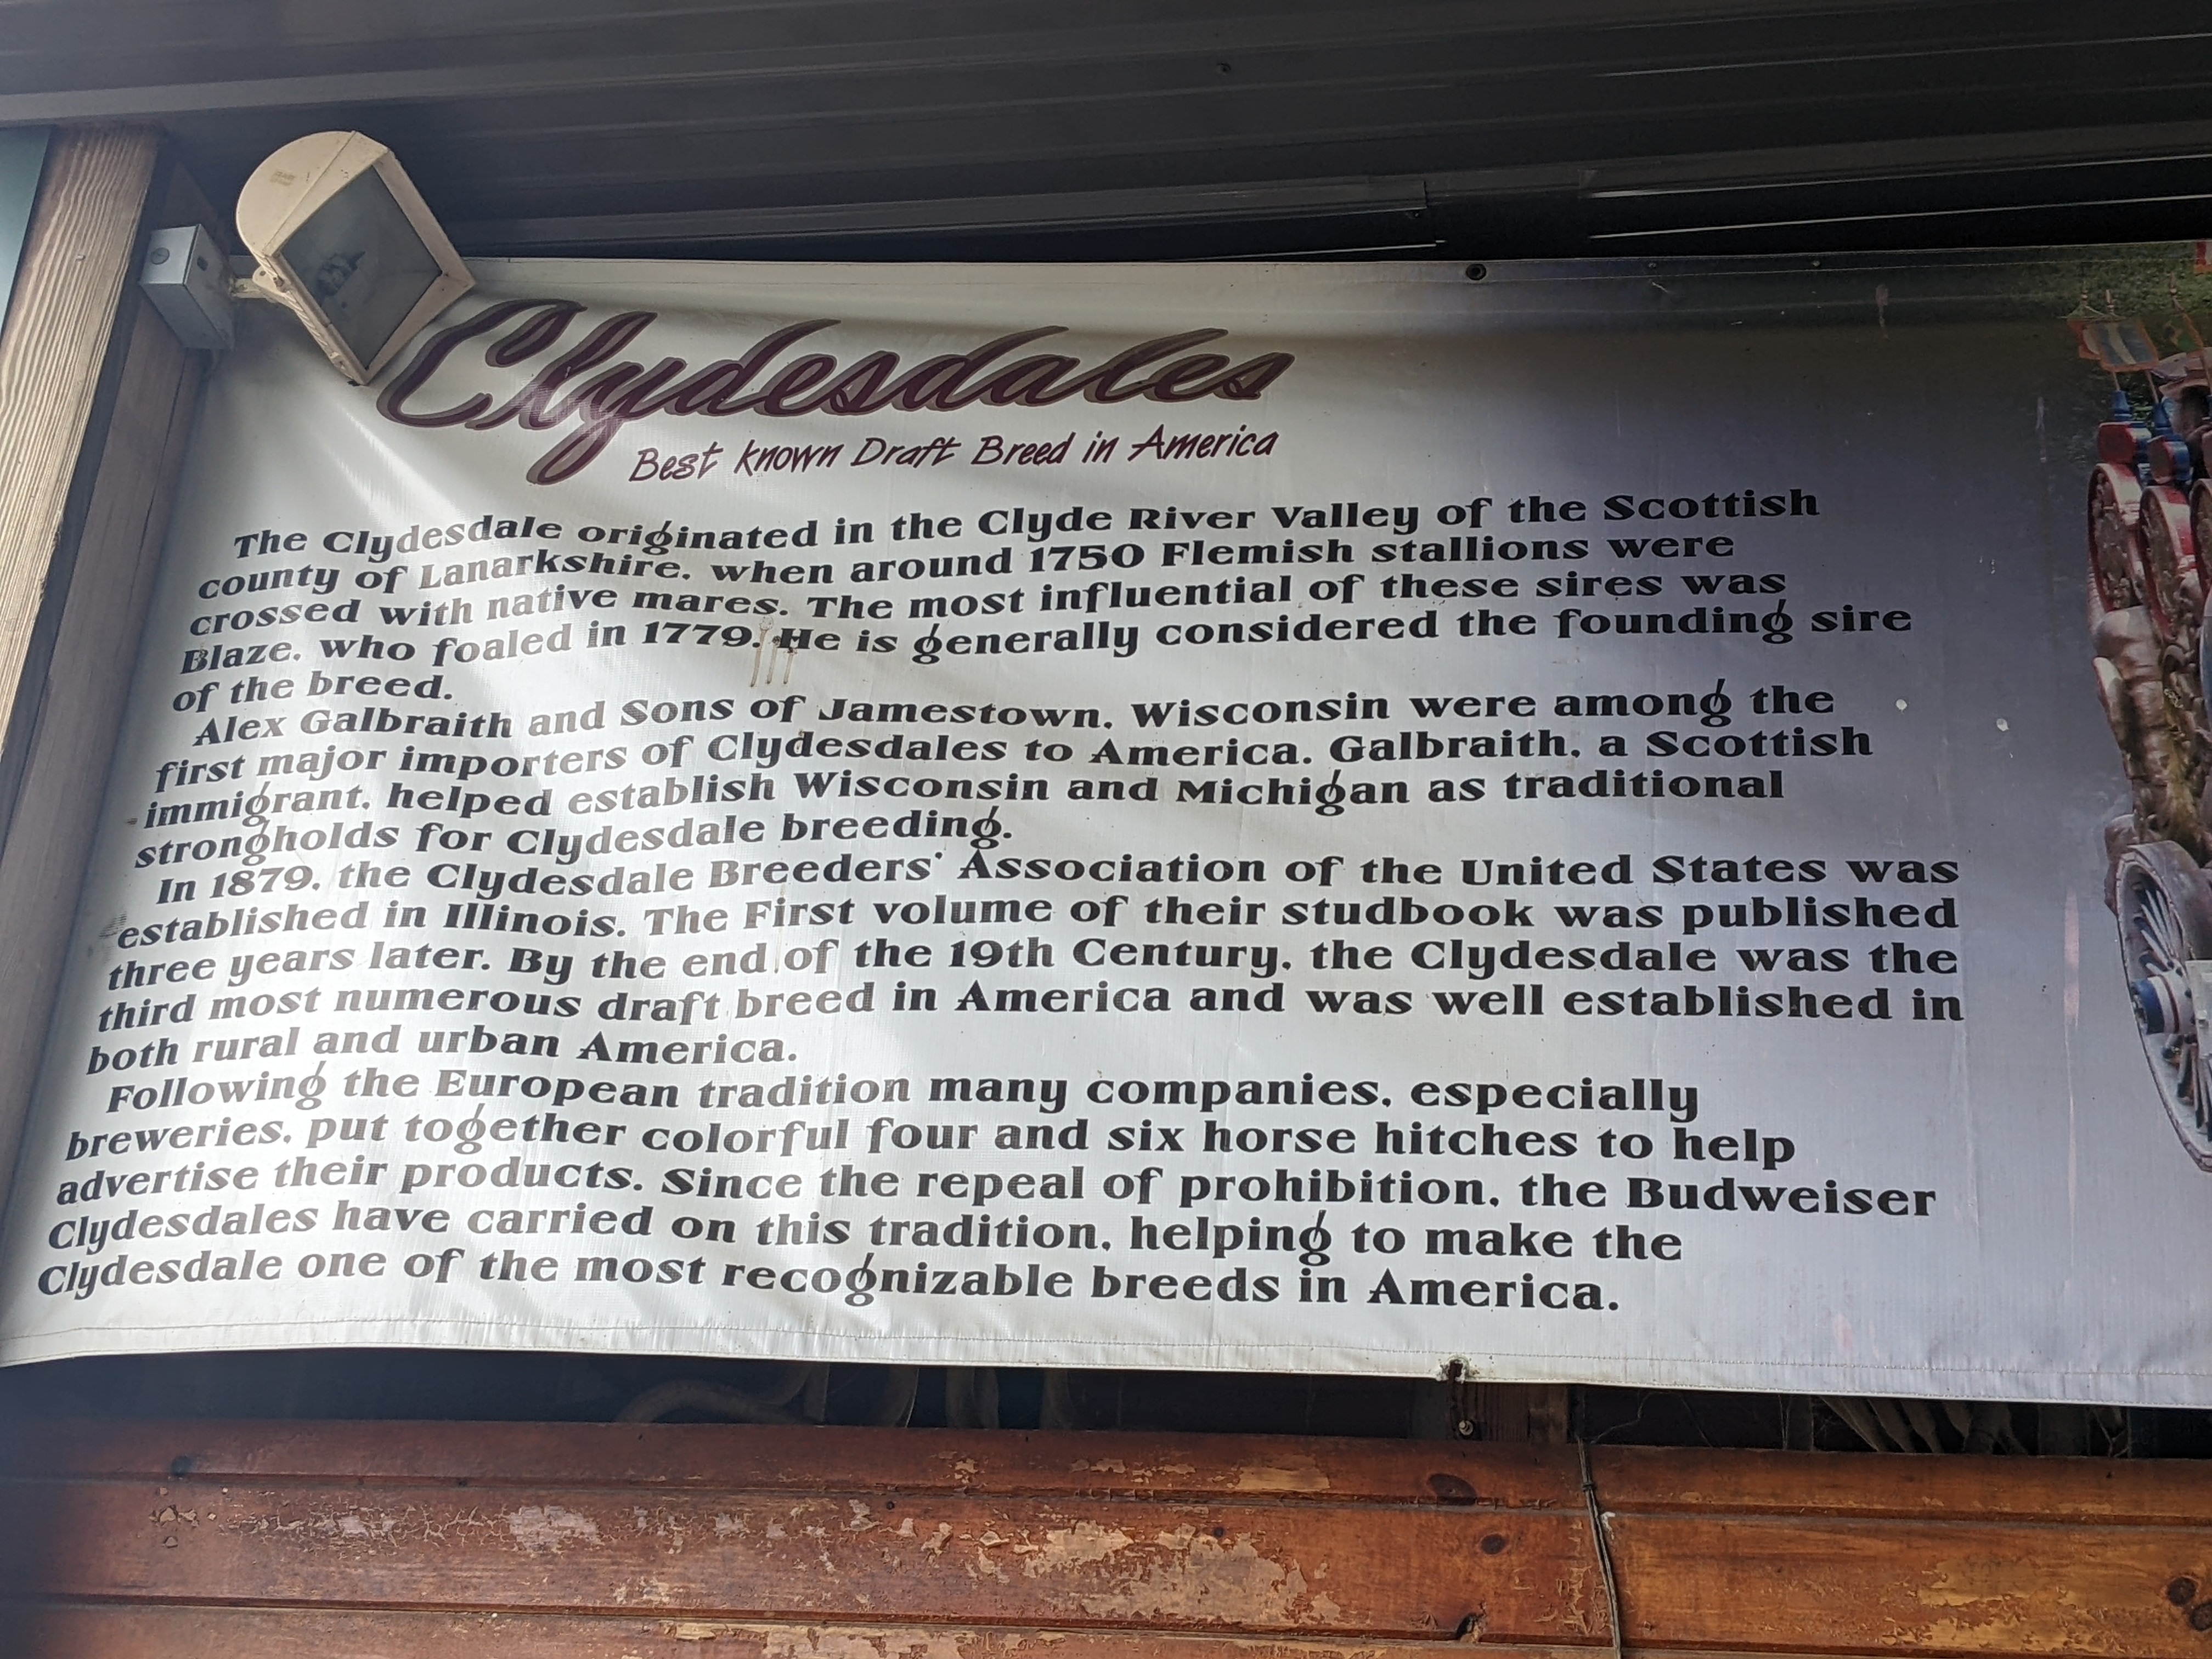 Clydesdales
Best known Draft Breed in America
The Clydesdale originated in the Clyde River Valley of the Scottish
county of Lanarkshire, when around 1750 Flemish stallions were
crossed with native mares. The most influential of these sires was
Blaze, who foaled in 1779. He is generally considered the founding sire
of the breed.
Alex Galbraith and Sons of Jamestown, Wisconsin were among the
first major importers of Clydesdales to America. Galbraith, a Scottish
immigrant, helped establish Wisconsin and Michigan as traditional
strongholds for Clydesdale breeding.
In 1879, the Clydesdale Breeders' Association of the United States was
established in Illinois. The First volume of their studbook was published
three years later. By the end of the 19th Century, the Clydesdale was the
third most numerous draft breed in America and was well established in
both rural and urban America.
Following the European tradition many companies, especially
breweries, put together colorful four and six horse hitches to help
advertise their products. Since the repeal of prohibition, the Budweiser
Clydesdales have carried on this tradition, helping to make the
Clydesdale one of the most recognizable breeds in America.